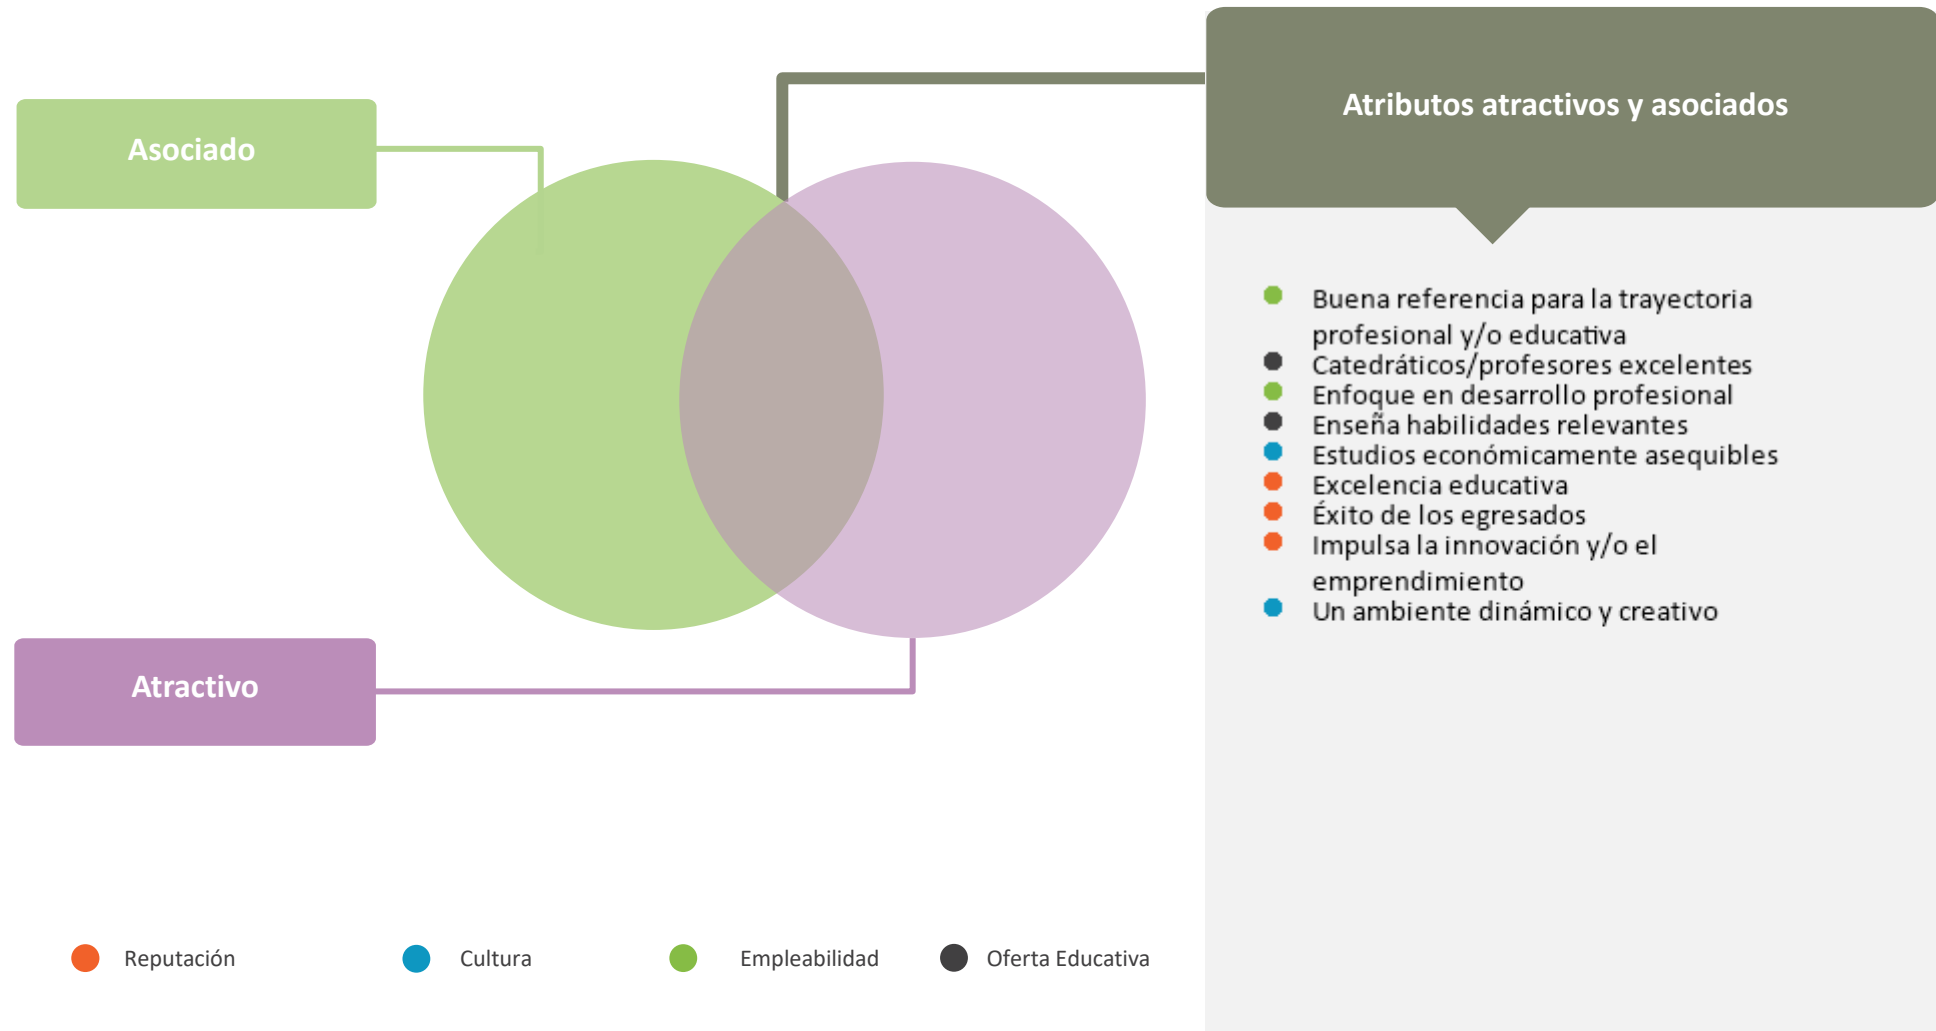 Atributos atractivos y asociados
Asociado
Buena referencia para la trayectoria
profesional y/o educativa
Catedráticos/profesores excelentes
Enfoque en desarrollo profesional
Enseña habilidades relevantes
Estudios económicamente asequibles
Excelencia educativa
Éxito de los egresados
Impulsa la innovación y/o el
emprendimiento
Un ambiente dinámico y creativo
Atractivo
Reputación
Cultura
Empleabilidad
Oferta Educativa